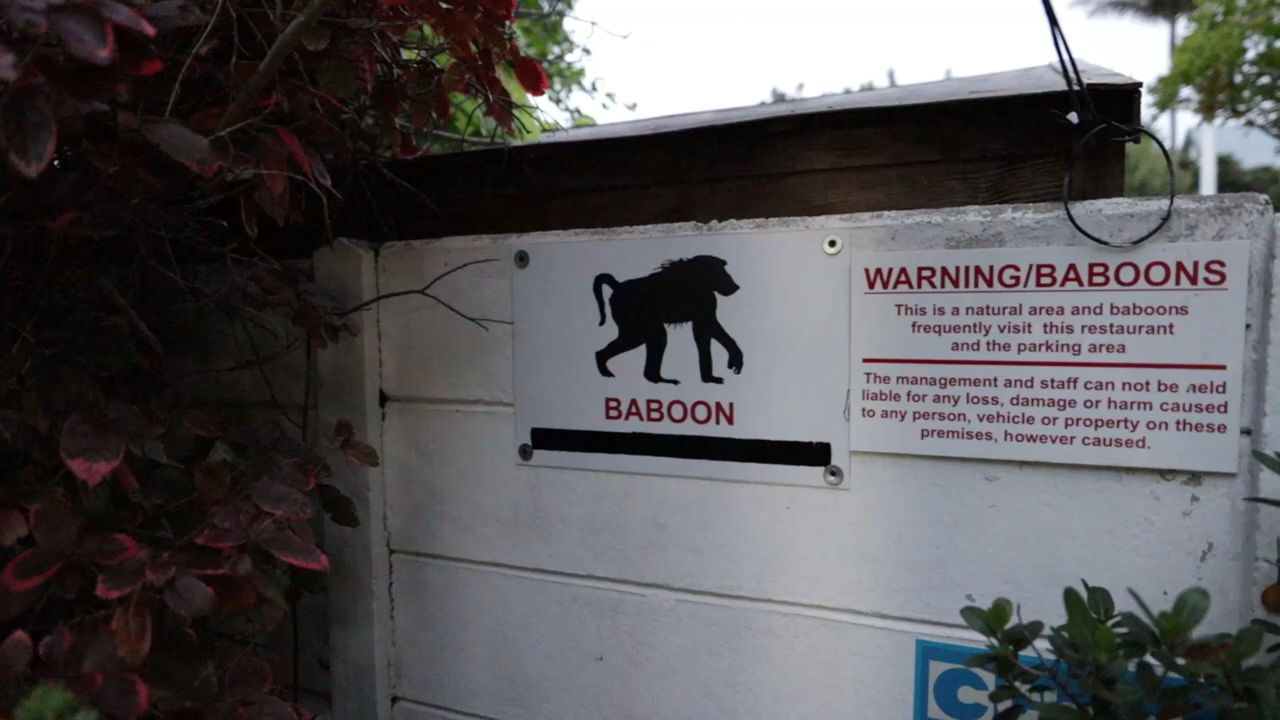 BABOON
WARNING/BABOONS
This is a natural area and baboons
frequently visit this restaurant
and the parking area
The management and staff can not be held
liable for any loss, damage or harm caused
to any person, vehicle or property on these
premises, however caused.